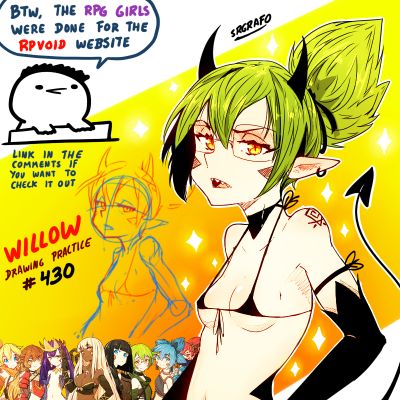 BTW, THE RPG GIRLS
WERE DONE FOR THE
RPVOID WEBSITE
SRGRAFO
LINK IN THE
COMMENTS IF
YOU WANT TO
CHECK IT OUT
WILLOW
DRAWING PRACTICE
#430